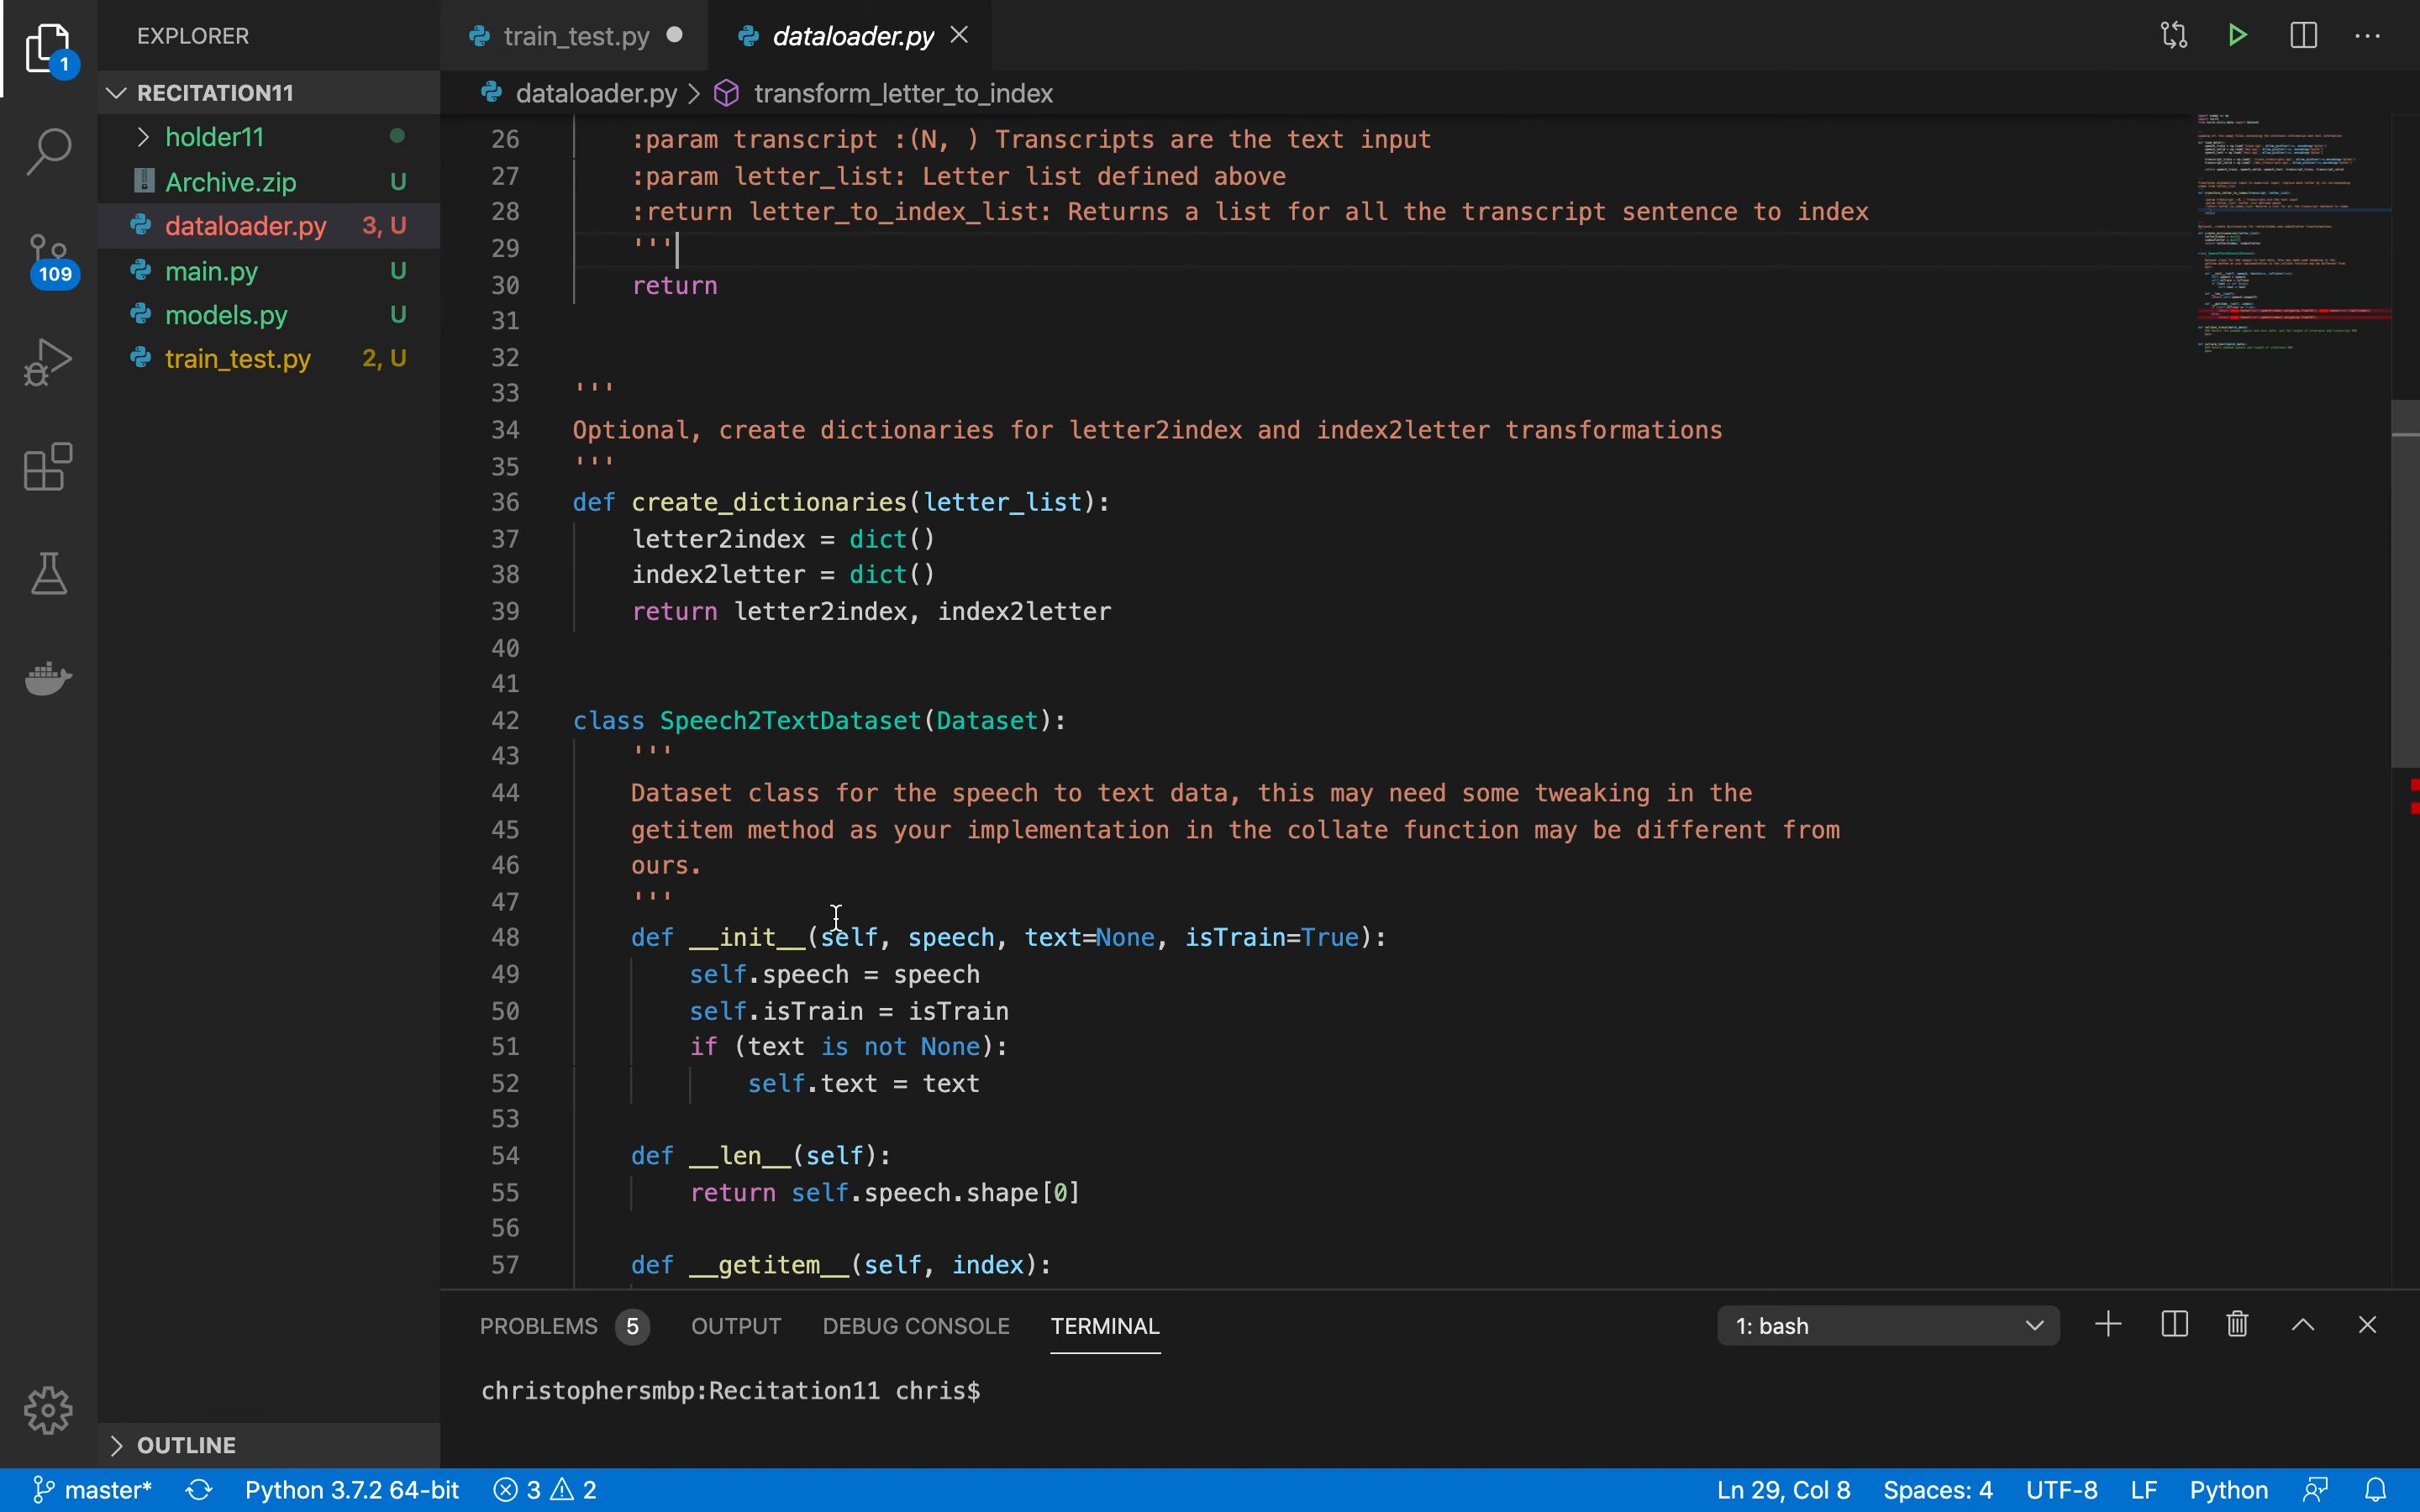 EXPLORER
train_test.py
dataloader.py
1
RECITATION11
dataloader.py > transform_letter_to_index
holder11
Archive.zip U
dataloader.py 3, U
main.py U
models.py U
train_test.py 2, U
109
26 :param transcript :(N, ) Transcripts are the text input
27 :param letter_list: Letter list defined above
28 :return letter_to_index_list: Returns a list for all the transcript sentence to index
29 '''
30 return
31
32
33 '''
34 Optional, create dictionaries for letter2index and index2letter transformations
35 '''
36 def create_dictionaries(letter_list):
37 letter2index = dict()
38 index2letter = dict()
39 return letter2index, index2letter
40
41
42 class Speech2TextDataset(Dataset):
43 '''
44 Dataset class for the speech to text data, this may need some tweaking in the
45 getitem method as your implementation in the collate function may be different from
46 ours.
47 '''
48 def __init__(self, speech, text=None, isTrain=True):
49 self.speech = speech
50 self.isTrain = isTrain
51 if (text is not None):
52 self.text = text
53
54 def __len__(self):
55 return self.speech.shape[0]
56
57 def __getitem__(self, index):
PROBLEMS 5 OUTPUT DEBUG CONSOLE TERMINAL
1: bash
christophersmbp:Recitation11 chris$
OUTLINE
master* Python 3.7.2 64-bit 3 2 Ln 29, Col 8 Spaces: 4 UTF-8 LF Python